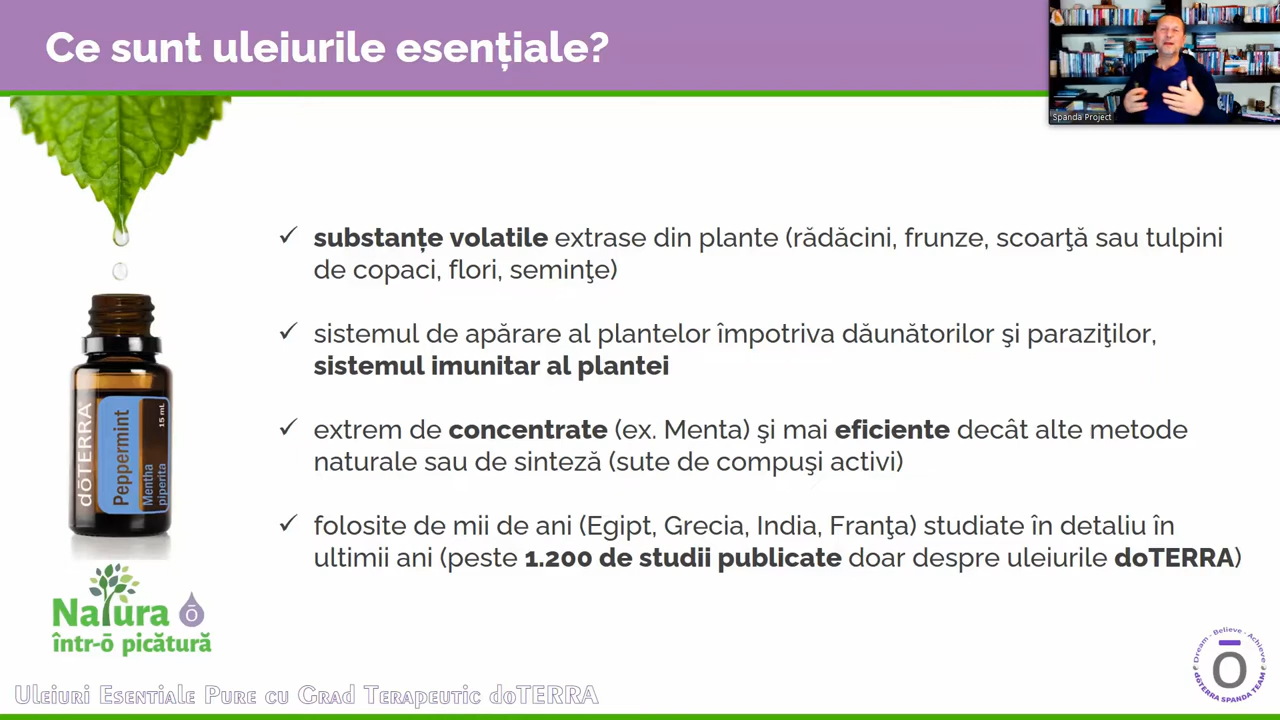 Ce sunt uleiurile esențiale?
Spanda Project
✓ substanțe volatile extrase din plante (rădăcini, frunze, scoarţă sau tulpini
de copaci, flori, seminţe)
✓ sistemul de apărare al plantelor împotriva dăunătorilor şi paraziţilor,
sistemul imunitar al plantei
✓ extrem de concentrate (ex. Menta) şi mai eficiente decât alte metode
naturale sau de sinteză (sute de compuşi activi)
✓ folosite de mii de ani (Egipt, Grecia, India, Franţa) studiate în detaliu în
ultimii ani (peste 1.200 de studii publicate doar despre uleiurile doTERRA)
dōTERRA
Peppermint
Mentha
piperita
15 mL
Natura ō
într-ō picătură
Uleiuri Esentiale Pure cu Grad Terapeutic doTERRA
Dream - Believe - Achieve
Ō
dōTERRA SPANDA TEAM